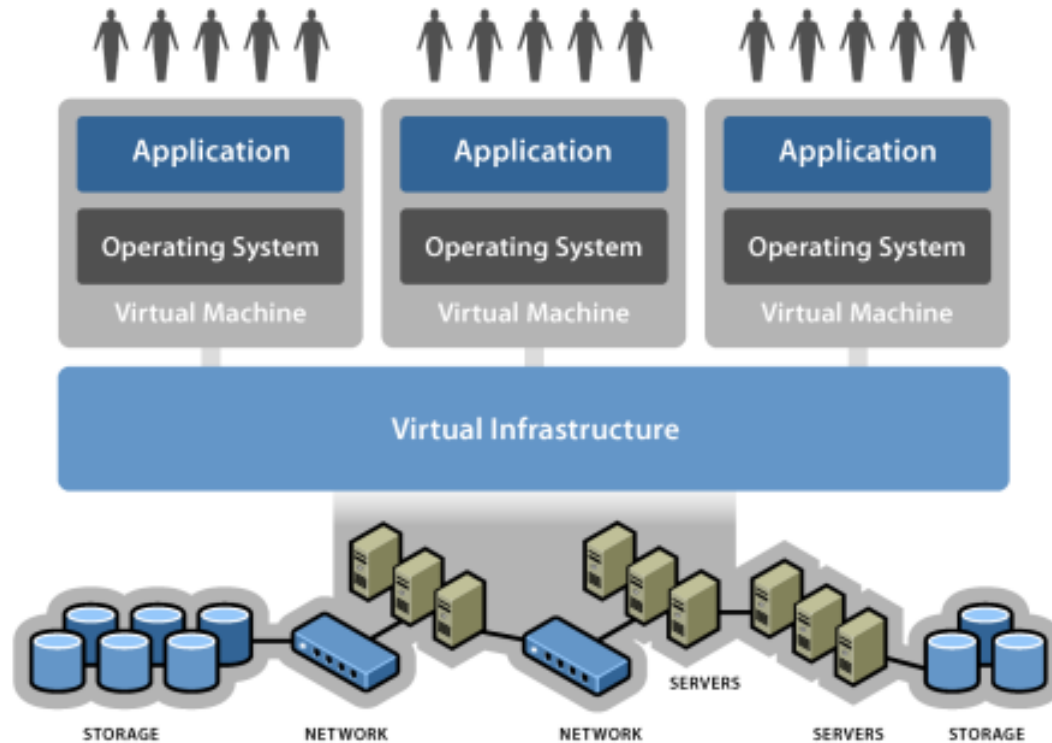 Application
Application
Application
Operating System
Operating System
Operating System
Virtual Machine
Virtual Machine
Virtual Machine
Virtual Infrastructure
SERVERS
STORAGE
NETWORK
NETWORK
SERVERS
STORAGE